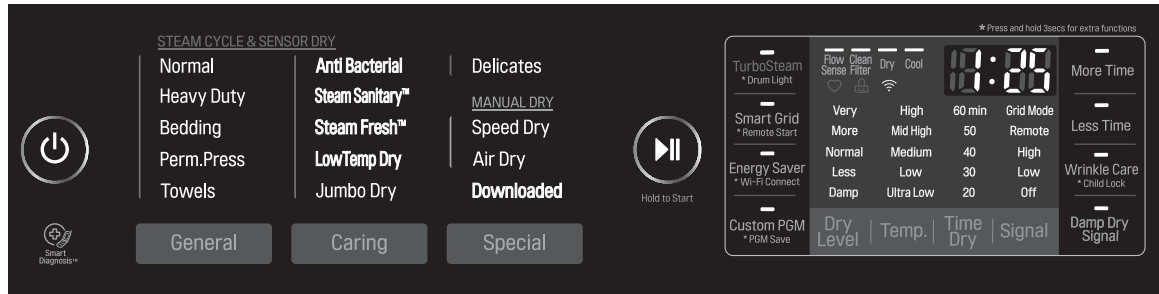 * Press and hold 3secs for extra functions
STEAM CYCLE & SENSOR DRY
Normal
Heavy Duty
Bedding
Perm.Press
Towels
General
Anti Bacterial
Steam Sanitary™
Steam Fresh™
LowTemp Dry
Jumbo Dry
Caring
Delicates
MANUAL DRY
Speed Dry
Air Dry
Downloaded
Special
Smart
Diagnosis™
Hold to Start
TurboSteam
* Drum Light
Smart Grid
* Remote Start
Energy Saver
* Wi-Fi Connect
Custom PGM
* PGM Save
Flow Sense
Clean Filter
Dry
Cool
1:25
Very High 60 min Grid Mode
More Mid High 50 Remote
Normal Medium 40 High
Less Low 30 Low
Damp Ultra Low 20 Off
Dry Level
Temp.
Time Dry
Signal
More Time
Less Time
Wrinkle Care
* Child Lock
Damp Dry
Signal